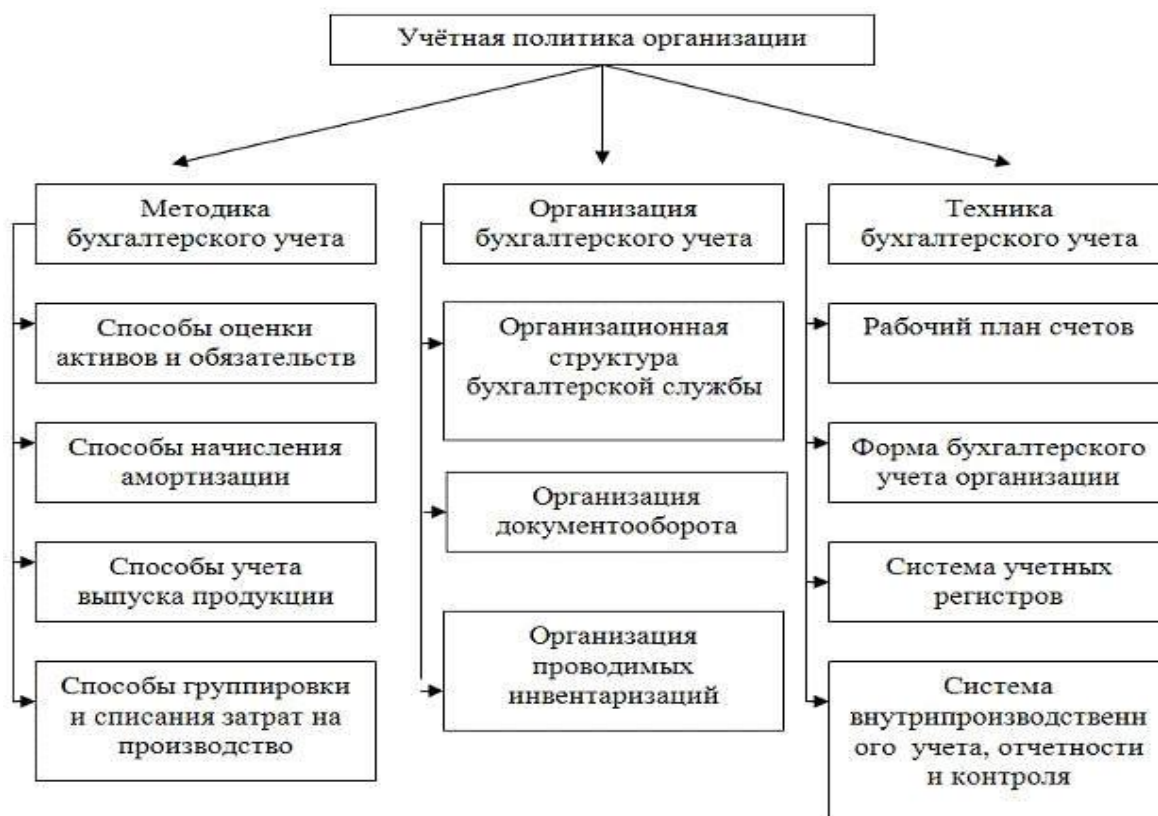 Учётная политика организации
Методика
бухгалтерского учета
Способы оценки
активов и обязательств
Способы начисления
амортизации
Способы учета
выпуска продукции
Способы группировки
и списания затрат на
производство
Организация
бухгалтерского учета
Организационная
структура
бухгалтерской службы
Организация
документооборота
Организация
проводимых
инвентаризаций
Техника
бухгалтерского учета
Рабочий план счетов
Форма бухгалтерского
учета организации
Система учетных
регистров
Система
внутрипроизводственн
ого учета, отчетности
и контроля